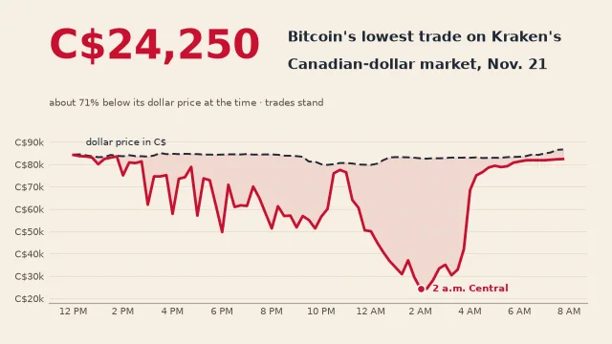 C$24,250
Bitcoin's lowest trade on Kraken's
Canadian-dollar market, Nov. 21
about 71% below its dollar price at the time · trades stand
C$90k
dollar price in C$
C$80k
C$70k
C$60k
C$50k
C$40k
C$30k
2 a.m. Central
C$20k
12 PM 2 PM 4 PM 6 PM 8 PM 10 PM 12 AM 2 AM 4 AM 6 AM 8 AM